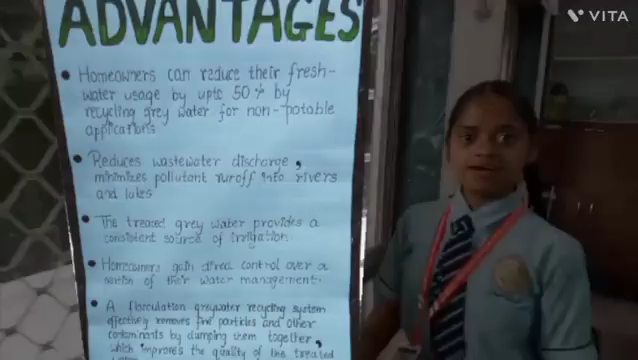 ADVANTAGES
VITA
• Homeowners can reduce their fresh-
water usage by upto 50% by
recycling grey water for non-potable
applications
• Reduces wastewater discharge,
minimizes pollutant runoff into rivers
and lakes
• The treated grey water provides a
consistent source of irrigation.
• Homeowners gain direct control over a
portion of their water management.
• A flocculation greywater recycling system
effectively removes fine particles and other
contaminants by clumping them together,
which improves the quality of the treated